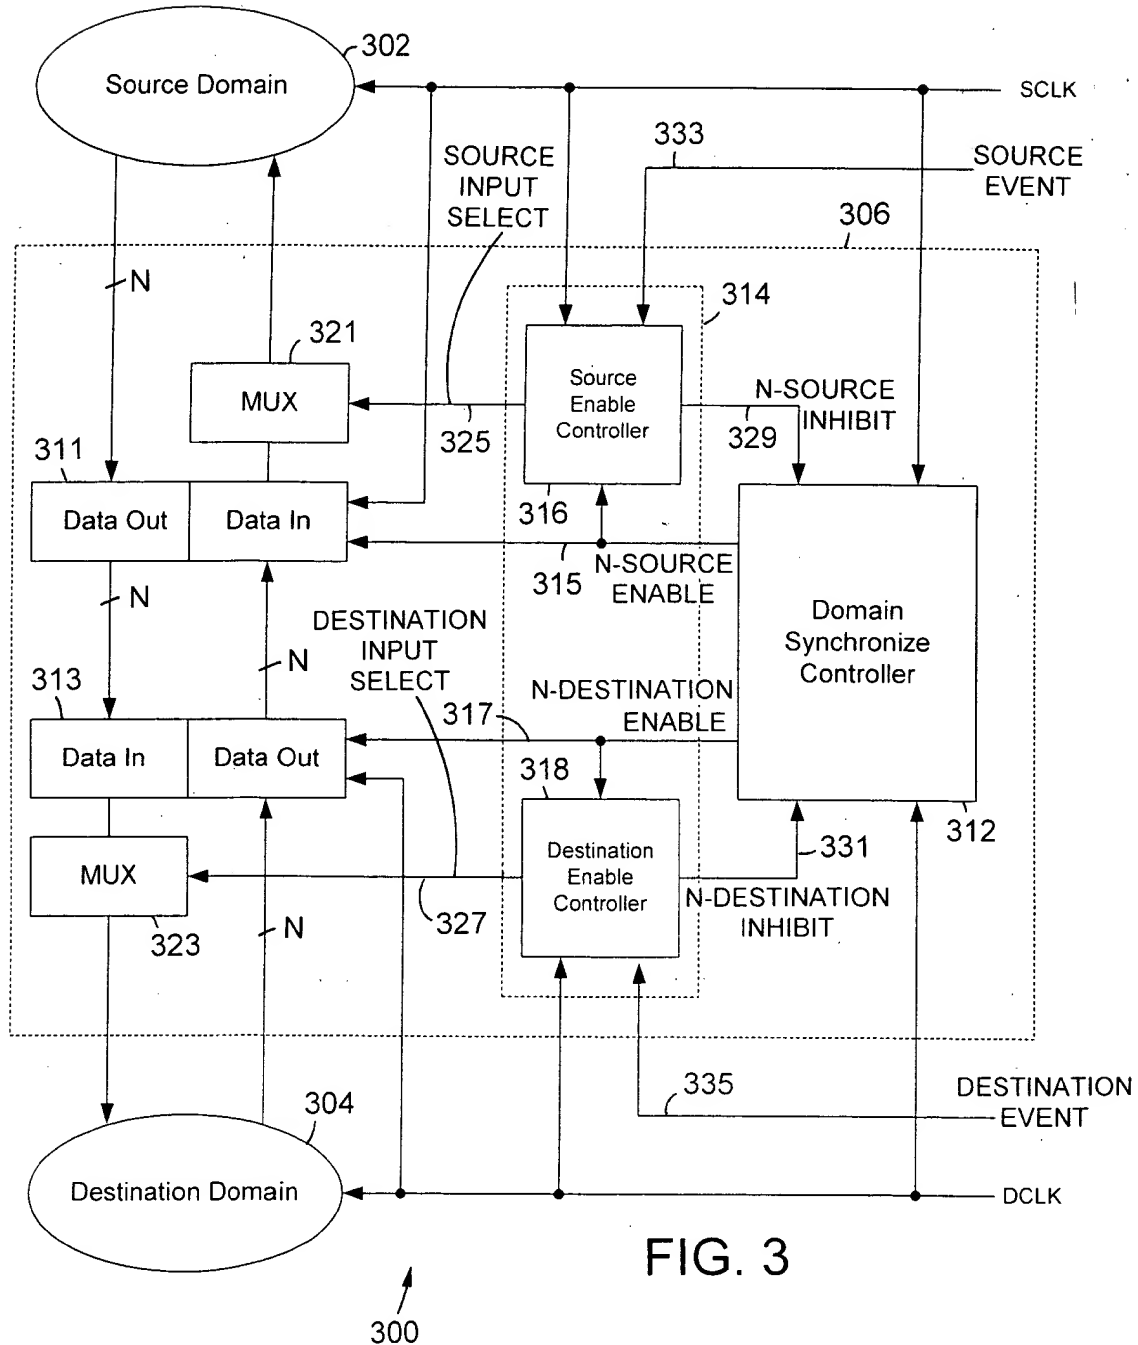 302
Source Domain
SCLK
333
SOURCE
INPUT
SELECT
SOURCE
EVENT
306
N
314
321
MUX
Source
Enable
Controller
N-SOURCE
INHIBIT
325
329
311
316
Data Out
Data In
315
N-SOURCE
ENABLE
N
DESTINATION
INPUT
SELECT
Domain
Synchronize
Controller
N
313
N-DESTINATION
ENABLE
317
Data In
Data Out
318
312
MUX
Destination
Enable
Controller
331
N-DESTINATION
INHIBIT
327
323
N
335
DESTINATION
EVENT
304
Destination Domain
DCLK
FIG. 3
300